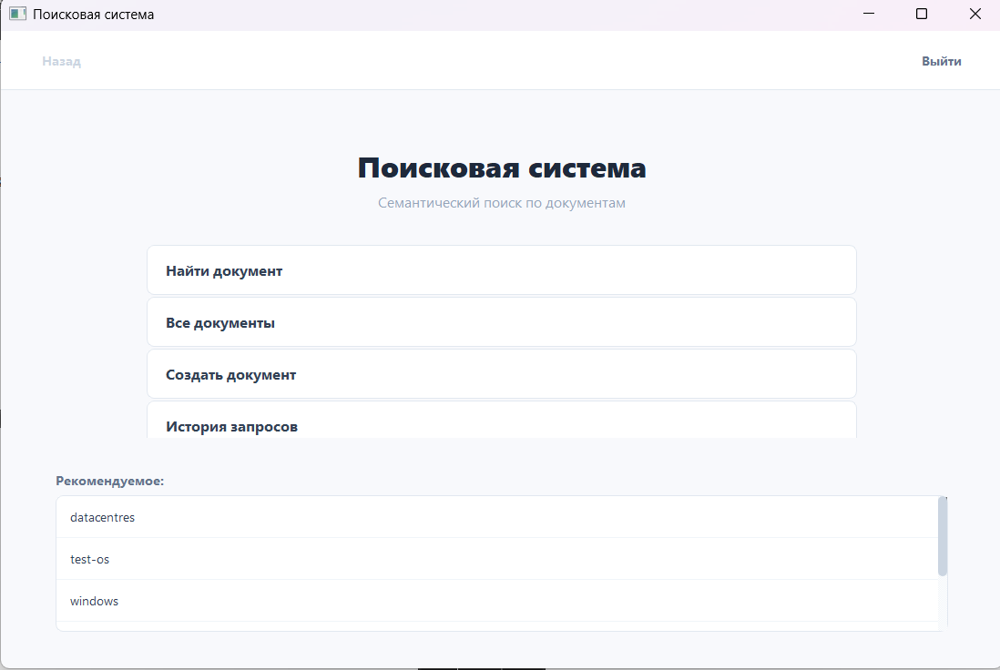 Поисковая система
Назад
Выйти
Поисковая система
Семантический поиск по документам
Найти документ
Все документы
Создать документ
История запросов
Рекомендуемое:
datacentres
test-os
windows